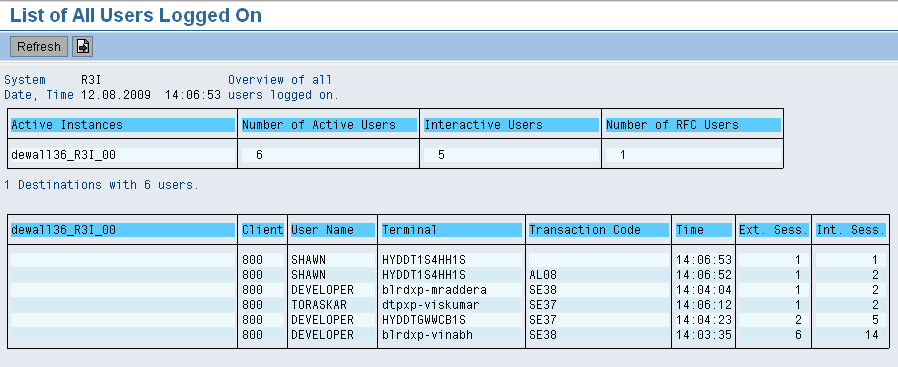 List of All Users Logged On
Refresh
System R3I Overview of all
Date, Time 12.08.2009 14:06:53 users logged on.
Active Instances Number of Active Users Interactive Users Number of RFC Users
dewall36_R3I_00 6 5 1
1 Destinations with 6 users.
dewall36_R3I_00 Client User Name Terminal Transaction Code Time Ext. Sess. Int. Sess.
800 SHAWN HYDDT1S4HH1S 14:06:53 1 1
800 SHAWN HYDDT1S4HH1S AL08 14:06:52 1 2
800 DEVELOPER blrdxp-mraddera SE38 14:04:04 1 2
800 TORASKAR dtpxp-viskumar SE37 14:06:12 1 2
800 DEVELOPER HYDDTGWWCB1S SE37 14:04:23 2 5
800 DEVELOPER blrdxp-vinabh SE38 14:03:35 6 14